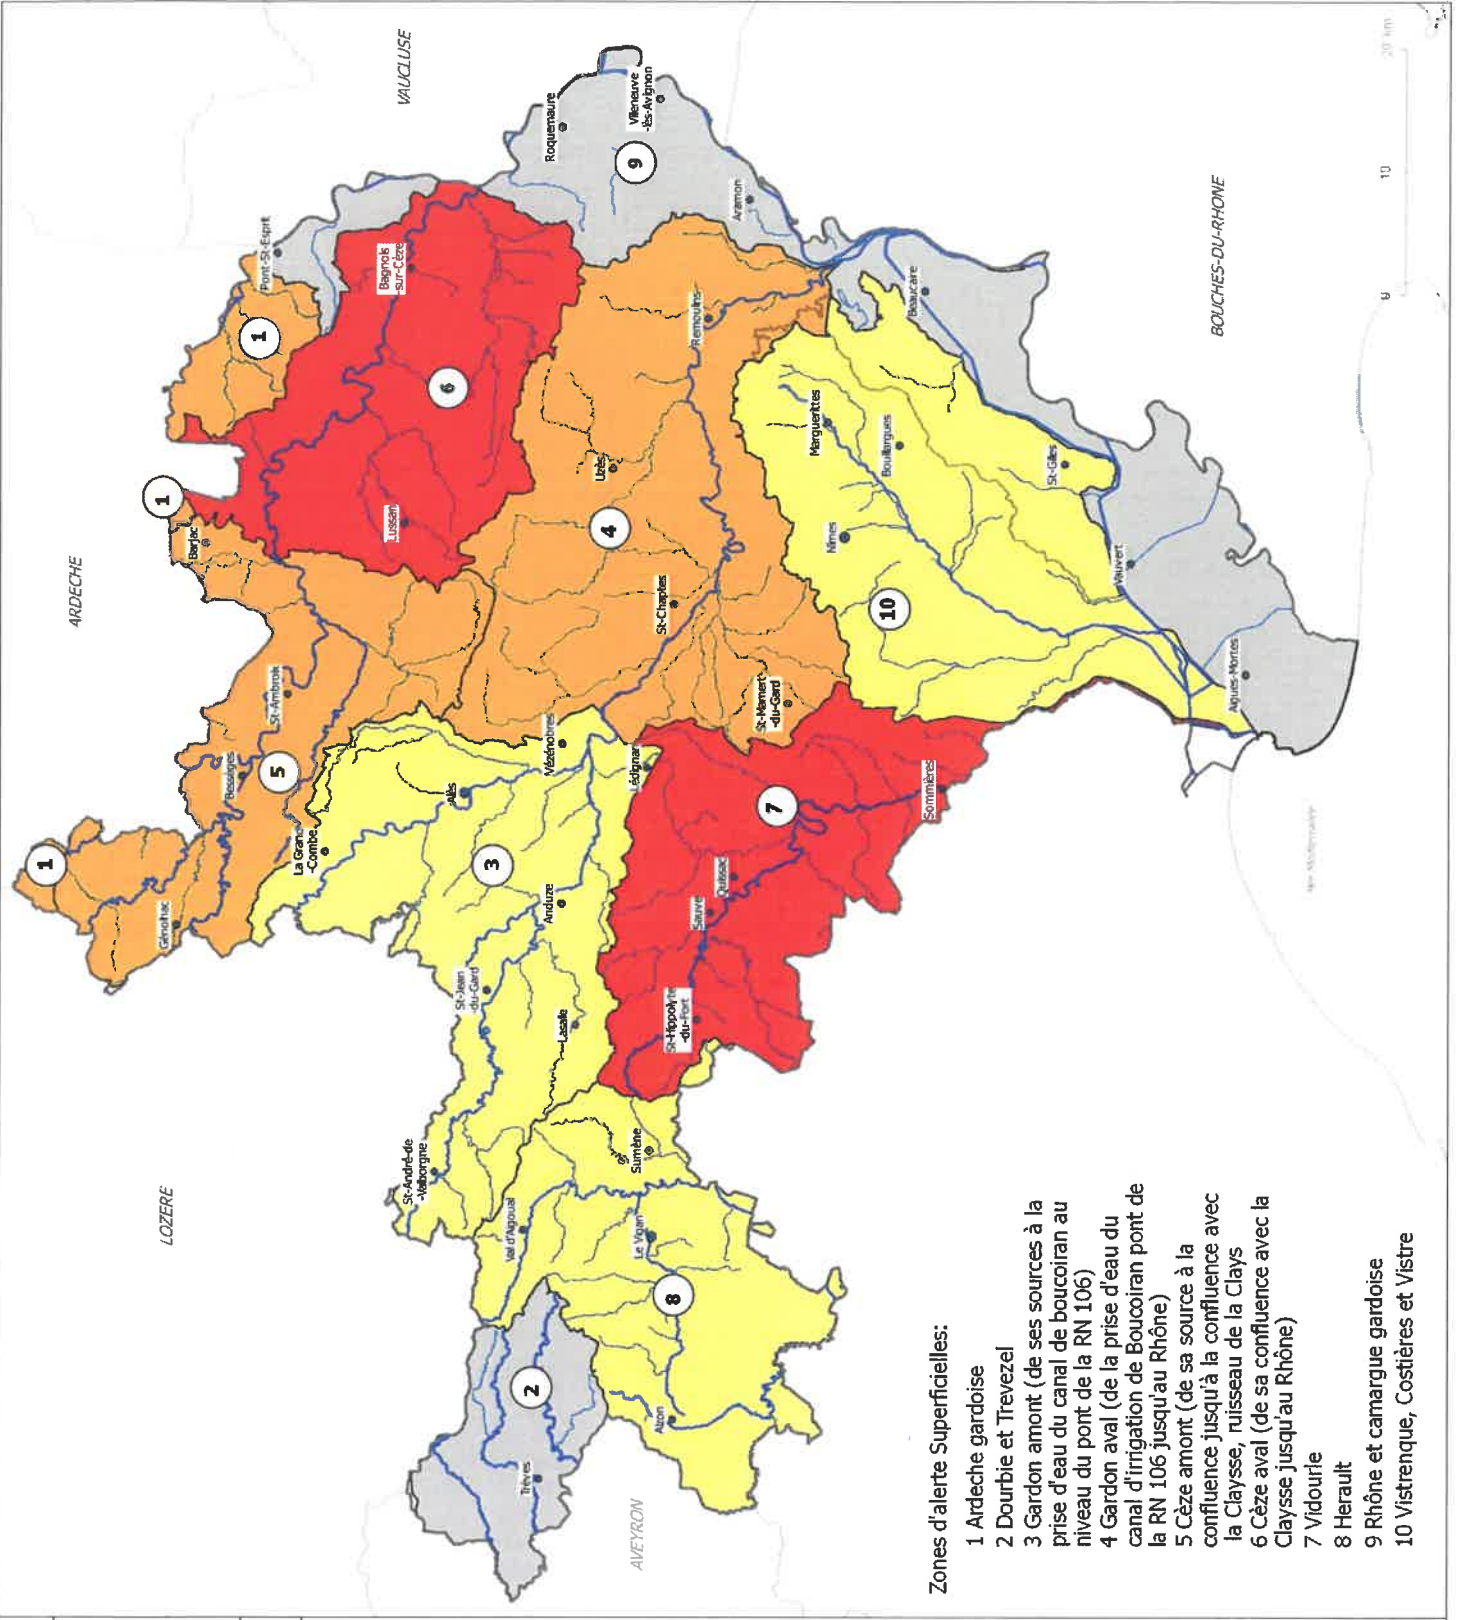 ARDECHE
LOZERE
VAUCLUSE
AVEYRON
BOUCHES-DU-RHONE
Mer Méditerranée
1
1
1
2
3
4
5
6
7
8
9
10
Génolhac
Bessèges
St-Ambroix
Barjac
Pont-St-Esprit
Bagnols
-sur-Cèze
Lussan
Roquemaure
Villeneuve
-lès-Avignon
La Grand
-Combe
Alès
Vézénobres
Uzès
Remoulins
Aramon
St-André-de
-Valborgne
St-Jean
-du-Gard
Anduze
Lasalle
Lédignan
St-Chaptes
St-Mamert
-du-Gard
Nîmes
Marguerittes
Bouillargues
Beaucaire
St-Gilles
Vauvert
Aigues-Mortes
Val d'Aigoual
Le Vigan
Sumène
St-Hippolyte
-du-Fort
Sauve
Quissac
Sommières
Trèves
Alzon
Zones d'alerte Superficielles:
1 Ardeche gardoise
2 Dourbie et Trevezel
3 Gardon amont (de ses sources à la
prise d'eau du canal de boucoiran au
niveau du pont de la RN 106)
4 Gardon aval (de la prise d'eau du
canal d'irrigation de Boucoiran pont de
la RN 106 jusqu'au Rhône)
5 Cèze amont (de sa source à la
confluence jusqu'à la confluence avec
la Claysse, ruisseau de la Clays
6 Cèze aval (de sa confluence avec la
Claysse jusqu'au Rhône)
7 Vidourle
8 Herault
9 Rhône et camargue gardoise
10 Vistrenque, Costières et Vistre
0 10 20 km